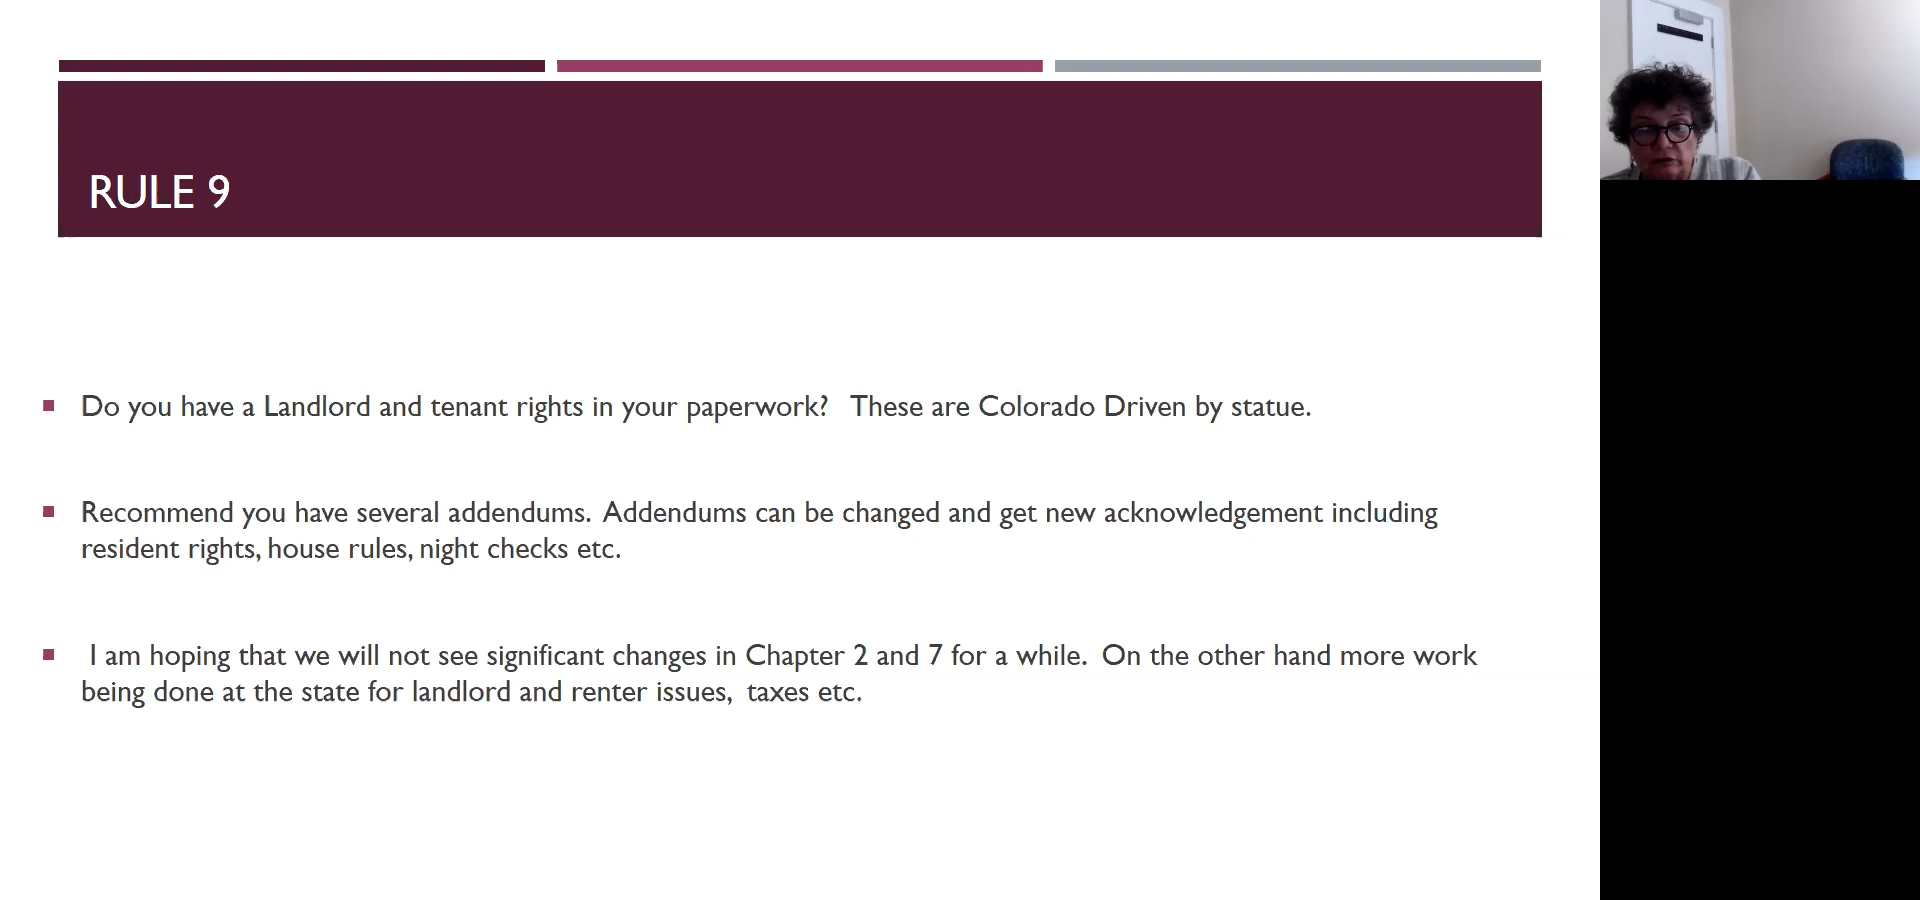 RULE 9
Do you have a Landlord and tenant rights in your paperwork? These are Colorado Driven by statue.
Recommend you have several addendums. Addendums can be changed and get new acknowledgement including
resident rights, house rules, night checks etc.
I am hoping that we will not see significant changes in Chapter 2 and 7 for a while. On the other hand more work
being done at the state for landlord and renter issues, taxes etc.